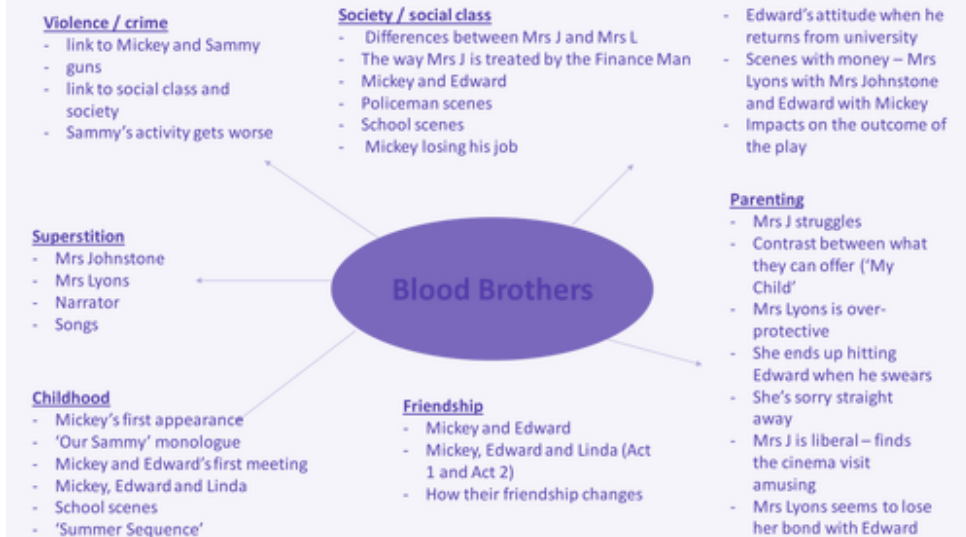 Violence / crime
- link to Mickey and Sammy
- guns
- link to social class and
society
- Sammy's activity gets worse
Society / social class
- Differences between Mrs J and Mrs L
- The way Mrs J is treated by the Finance Man
- Mickey and Edward
- Policeman scenes
- School scenes
- Mickey losing his job
- Edward's attitude when he
returns from university
- Scenes with money – Mrs
Lyons with Mrs Johnstone
and Edward with Mickey
- Impacts on the outcome of
the play
Superstition
- Mrs Johnstone
- Mrs Lyons
- Narrator
- Songs
Blood Brothers
Parenting
- Mrs J struggles
- Contrast between what
they can offer ('My
Child'
- Mrs Lyons is over-
protective
- She ends up hitting
Edward when he swears
- She's sorry straight
away
- Mrs J is liberal – finds
the cinema visit
amusing
- Mrs Lyons seems to lose
her bond with Edward
Childhood
- Mickey's first appearance
- 'Our Sammy' monologue
- Mickey and Edward's first meeting
- Mickey, Edward and Linda
- School scenes
- 'Summer Sequence'
Friendship
- Mickey and Edward
- Mickey, Edward and Linda (Act
1 and Act 2)
- How their friendship changes